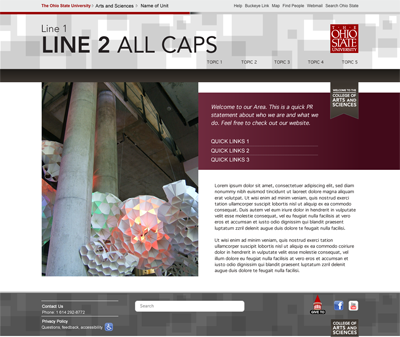 The Ohio State University / Arts and Sciences › Name of Unit
Help Buckeye Link Map Find People Webmail Search Ohio State
Line 1
LINE 2 ALL CAPS
THE
OHIO
STATE
UNIVERSITY
TOPIC 1 TOPIC 2 TOPIC 3 TOPIC 4 TOPIC 5
WELCOME TO THE
COLLEGE OF
ARTS AND
SCIENCES
Welcome to our Area. This is a quick PR
statement about who we are and what we
do. Feel free to check out our website.
QUICK LINKS 1
QUICK LINKS 2
QUICK LINKS 3
Lorem ipsum dolor sit amet, consectetuer adipiscing elit, sed diam
nonummy nibh euismod tincidunt ut laoreet dolore magna aliquam
erat volutpat. Ut wisi enim ad minim veniam, quis nostrud exerci
tation ullamcorper suscipit lobortis nisl ut aliquip ex ea commodo
consequat. Duis autem vel eum iriure dolor in hendrerit in vulputate
velit esse molestie consequat, vel illum dolore eu feugiat nulla
facilisis at vero eros et accumsan et iusto odio dignissim qui blandit praesent
luptatum zzril delenit augue duis dolore te feugait nulla facilisi.
Ut wisi enim ad minim veniam, quis nostrud exerci tation
ullamcorper suscipit lobortis nisl ut aliquip ex ea commodo
velit esse molestie consequat, vel illum dolore eu feugiat nulla
facilisis at vero eros et accumsan et iusto odio dignissim qui blandit
praesent luptatum zzril delenit
augue duis dolore te feugait nulla facilisi.
Contact Us
Phone: 1.614.292-8772
Privacy Policy
Questions, feedback, accessibility
Search
GIVE TO
COLLEGE OF
ARTS AND
SCIENCES